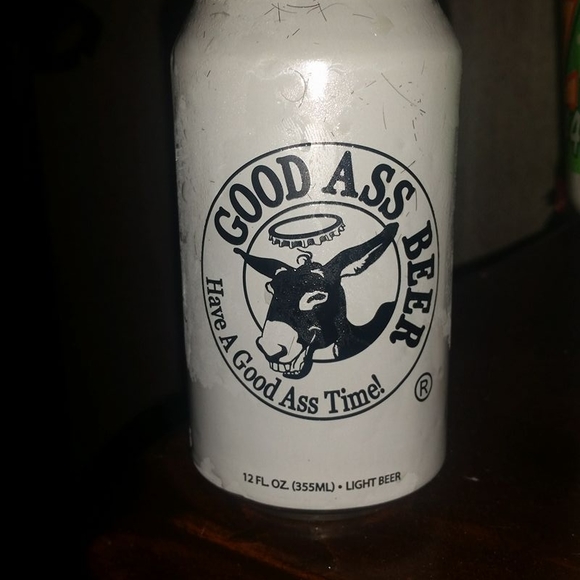 GOOD ASS BEER
Have A Good Ass Time!
®
12 FL. OZ. (355ML) • LIGHT BEER